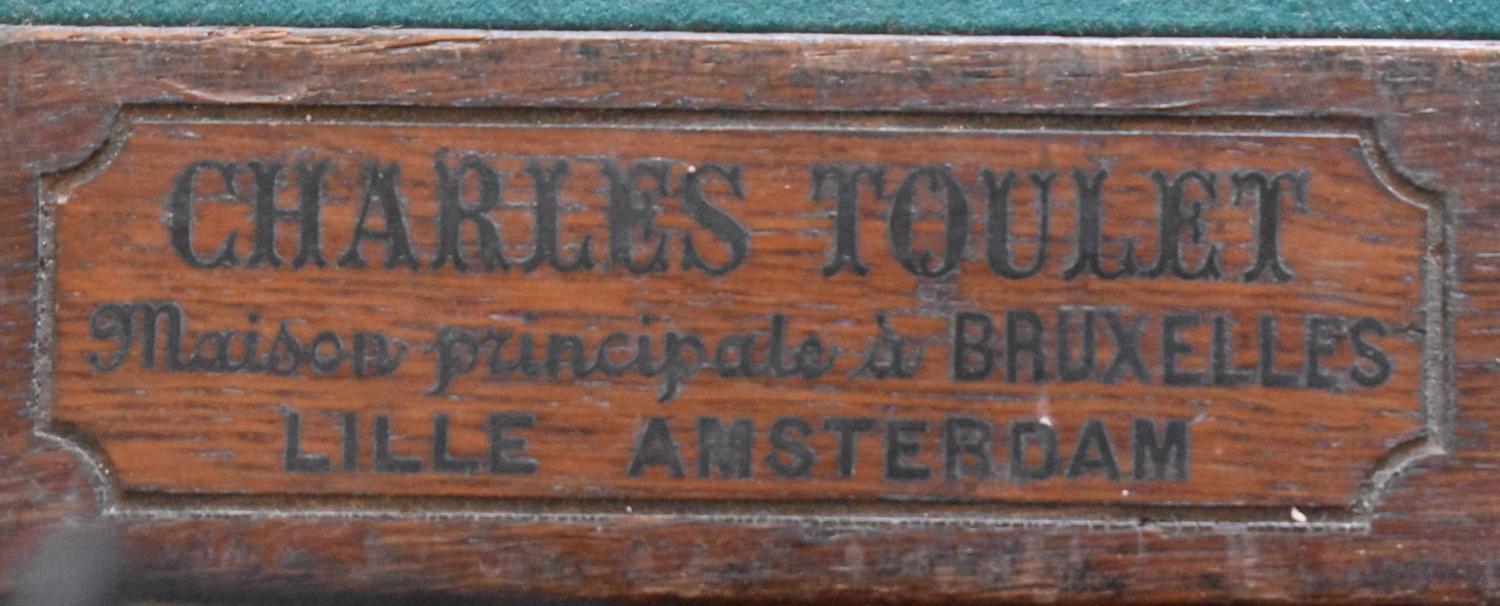 CHARLES TOULET
Maison principale à BRUXELLES
LILLE AMSTERDAM